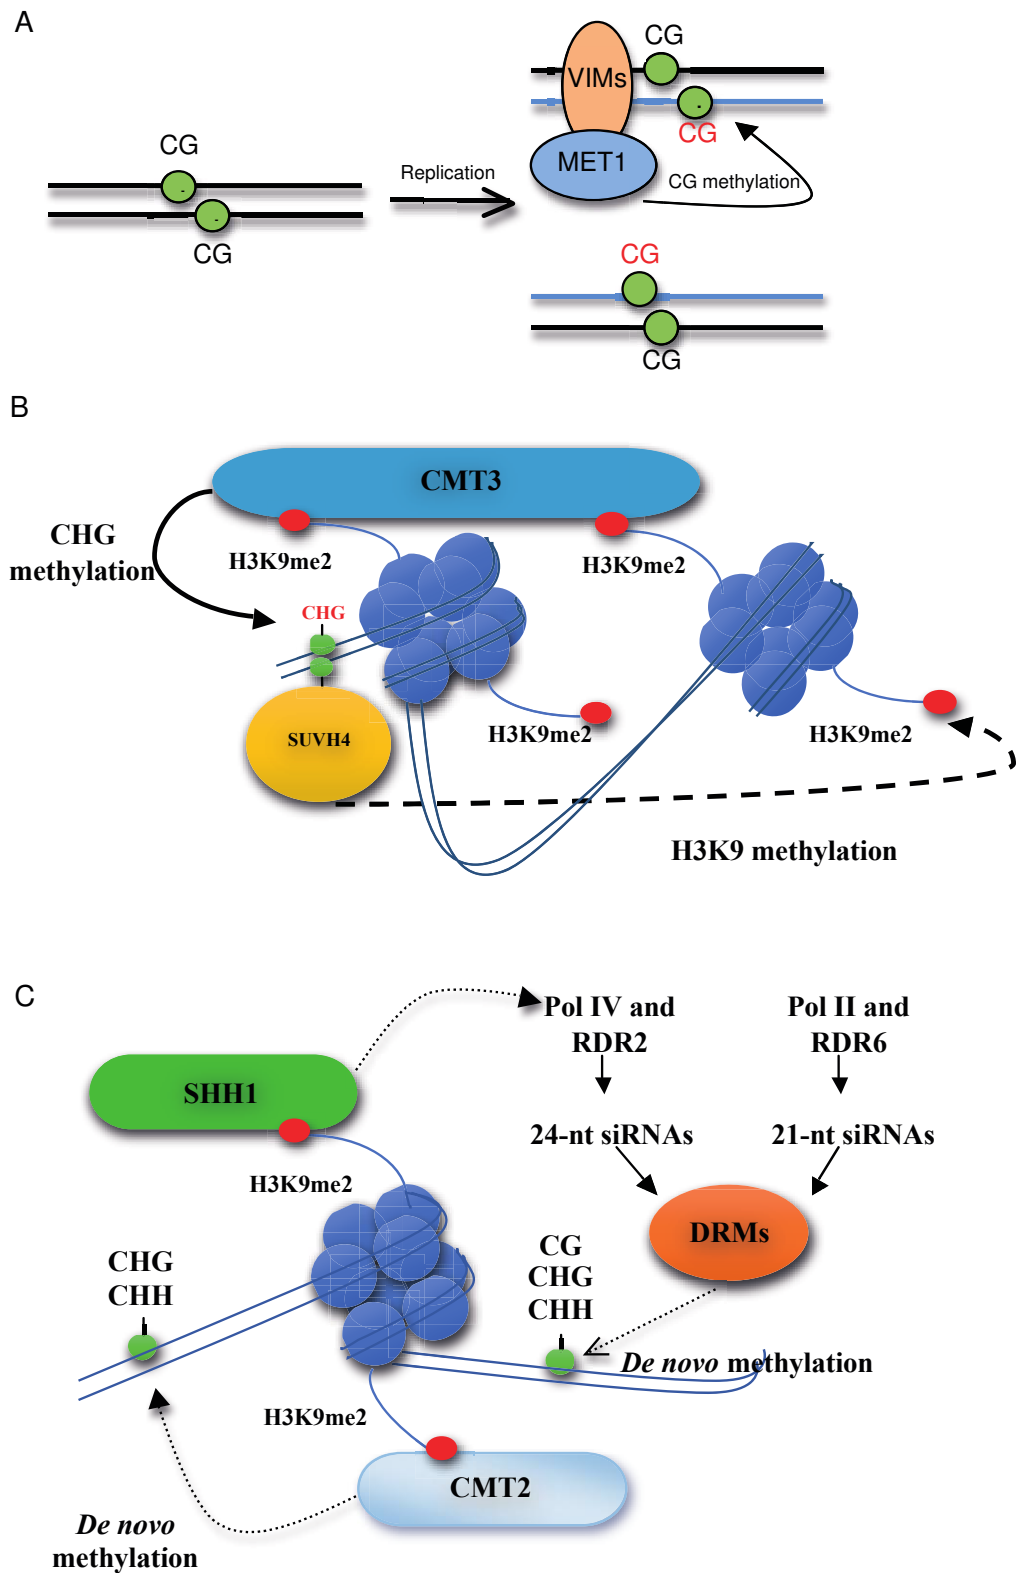 A
CG
CG
Replication
VIMs
MET1
CG
CG
CG methylation
CG
CG
B
CMT3
CHG
methylation
H3K9me2
H3K9me2
CHG
SUVH4
H3K9me2
H3K9me2
H3K9 methylation
C
SHH1
H3K9me2
Pol IV and
RDR2
Pol II and
RDR6
24-nt siRNAs
21-nt siRNAs
DRMs
CHG
CHH
CG
CHG
CHH
De novo methylation
H3K9me2
CMT2
De novo
methylation